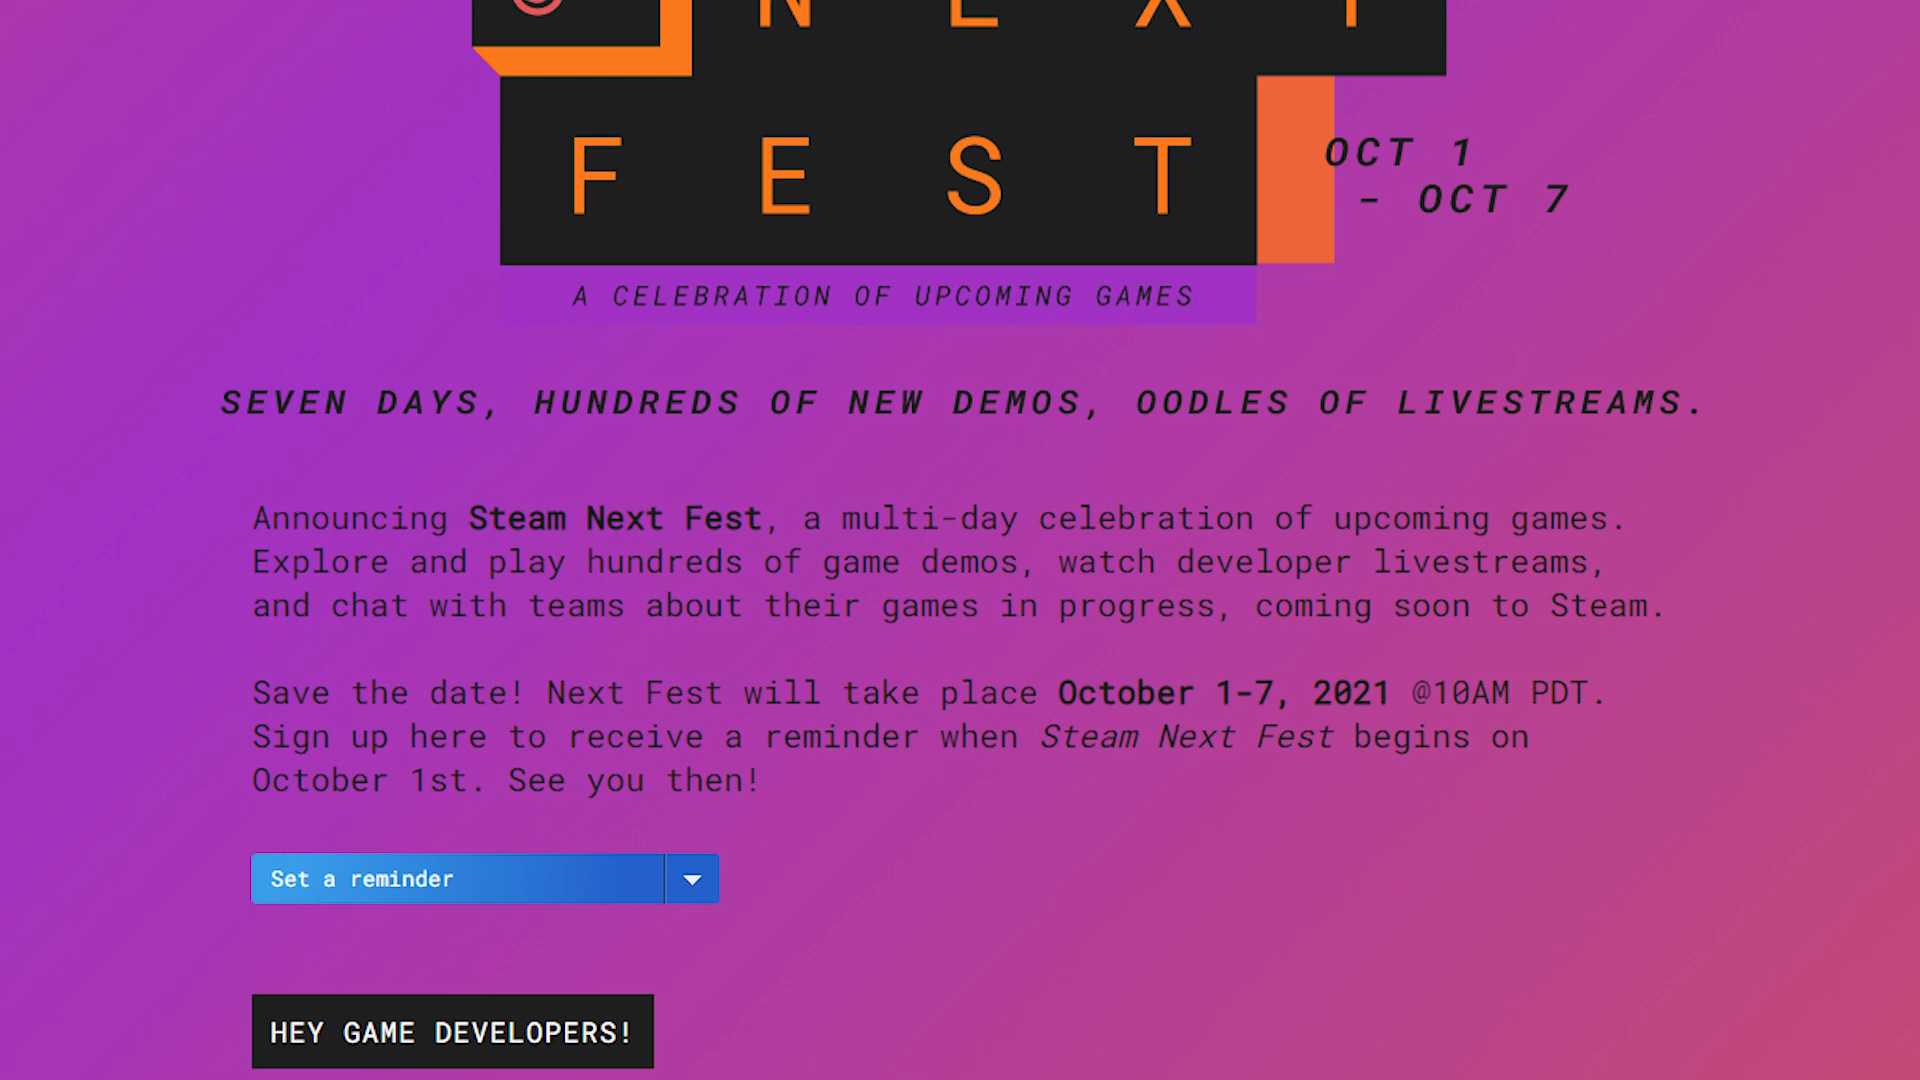 NEXT
FEST
OCT 1
- OCT 7
A CELEBRATION OF UPCOMING GAMES
SEVEN DAYS, HUNDREDS OF NEW DEMOS, OODLES OF LIVESTREAMS.
Announcing Steam Next Fest, a multi-day celebration of upcoming games.
Explore and play hundreds of game demos, watch developer livestreams,
and chat with teams about their games in progress, coming soon to Steam.
Save the date! Next Fest will take place October 1-7, 2021 @10AM PDT.
Sign up here to receive a reminder when Steam Next Fest begins on
October 1st. See you then!
Set a reminder
HEY GAME DEVELOPERS!